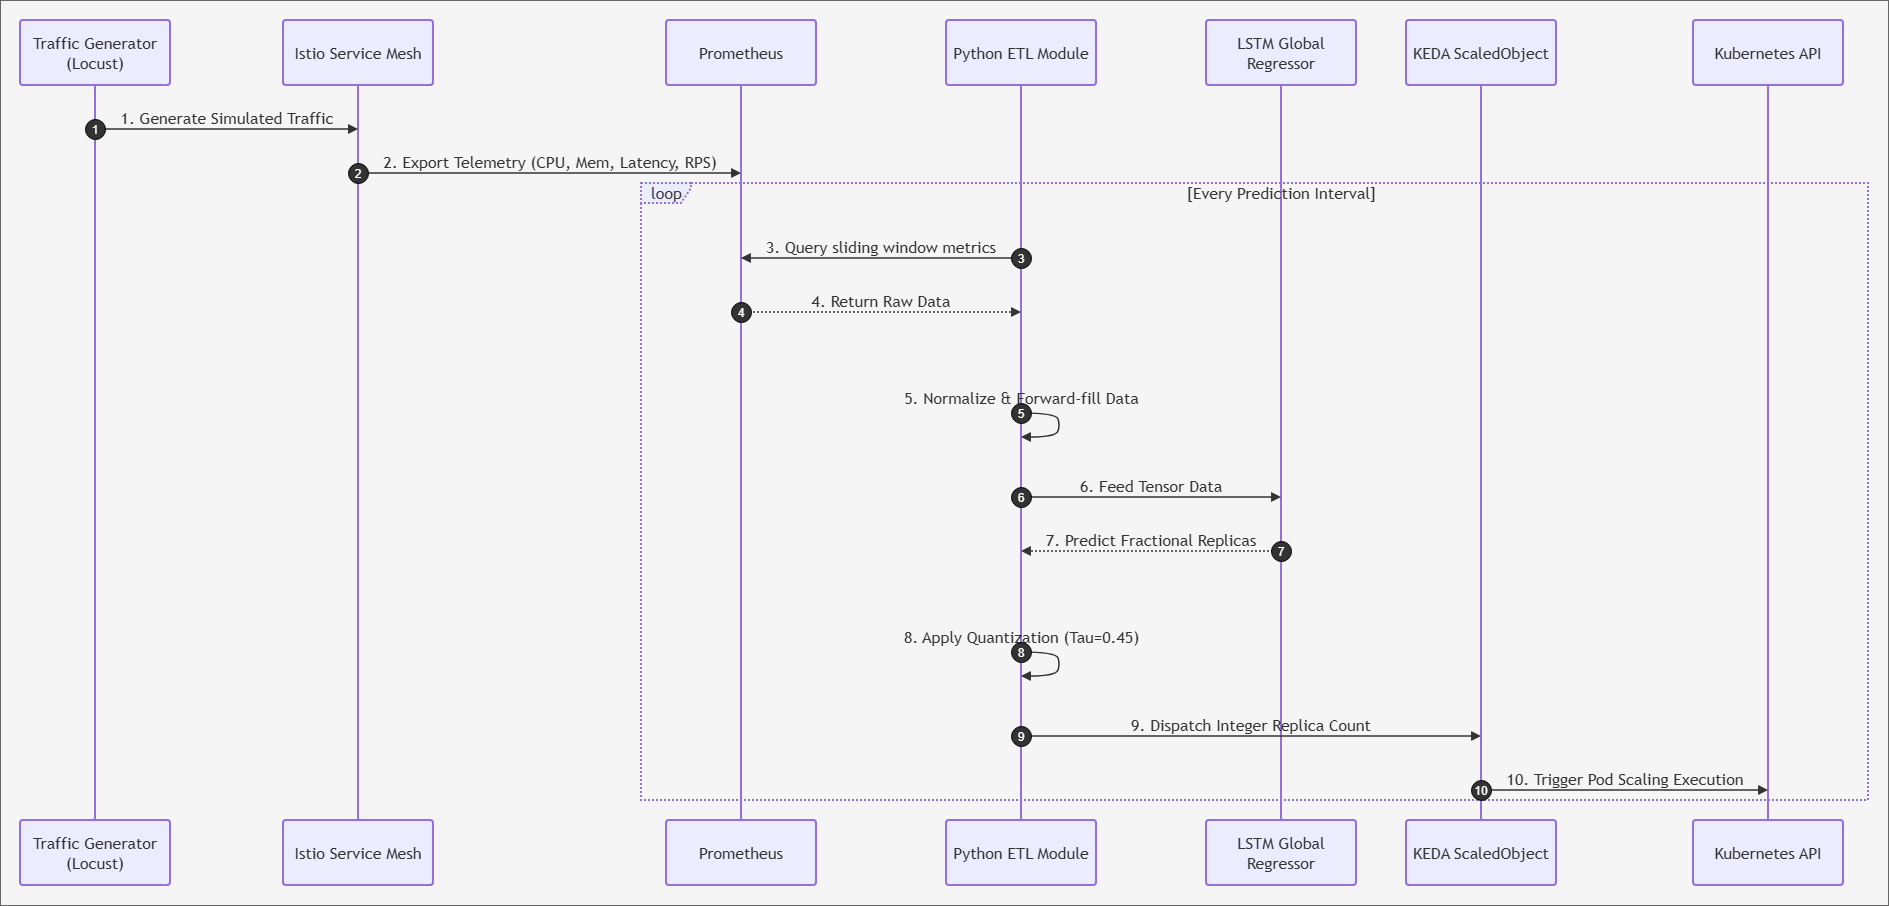 Traffic Generator
(Locust)
Istio Service Mesh
Prometheus
Python ETL Module
LSTM Global
Regressor
KEDA ScaledObject
Kubernetes API
1. Generate Simulated Traffic
1
2. Export Telemetry (CPU, Mem, Latency, RPS)
2
loop
[Every Prediction Interval]
3. Query sliding window metrics
3
4. Return Raw Data
4
5. Normalize & Forward-fill Data
5
6. Feed Tensor Data
6
7. Predict Fractional Replicas
7
8. Apply Quantization (Tau=0.45)
8
9. Dispatch Integer Replica Count
9
10. Trigger Pod Scaling Execution
10
Traffic Generator
(Locust)
Istio Service Mesh
Prometheus
Python ETL Module
LSTM Global
Regressor
KEDA ScaledObject
Kubernetes API